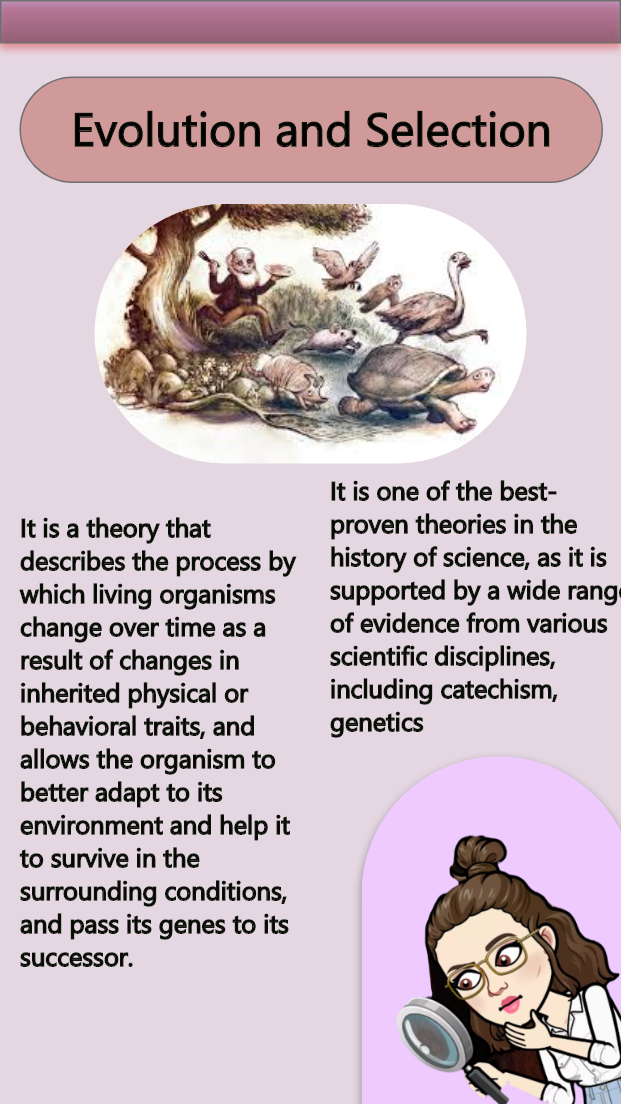 Evolution and Selection
It is a theory that
describes the process by
which living organisms
change over time as a
result of changes in
inherited physical or
behavioral traits, and
allows the organism to
better adapt to its
environment and help it
to survive in the
surrounding conditions,
and pass its genes to its
successor.
It is one of the best-
proven theories in the
history of science, as it is
supported by a wide range
of evidence from various
scientific disciplines,
including catechism,
genetics